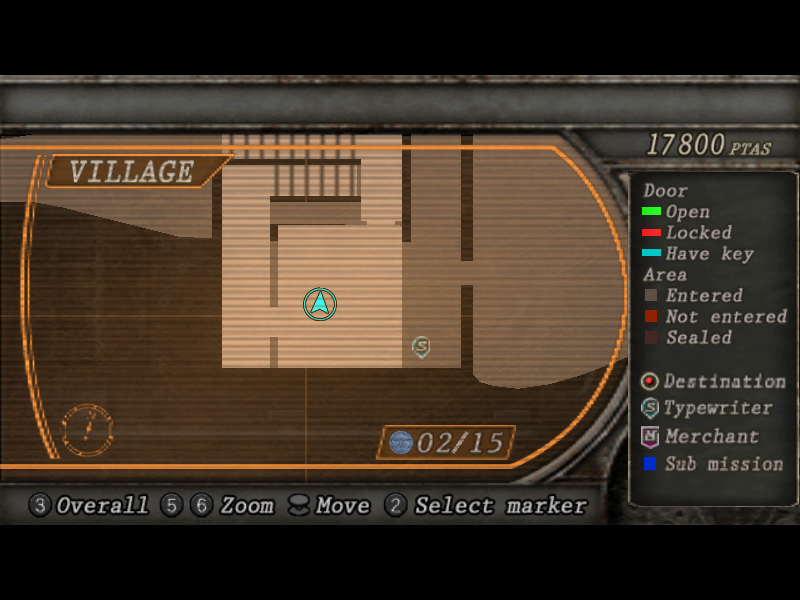 17800 PTAS
VILLAGE
Door
Open
Locked
Have key
Area
Entered
Not entered
Sealed
S
Destination
S Typewriter
M Merchant
Sub mission
02/15
3 Overall 5 6 Zoom Move 2 Select marker